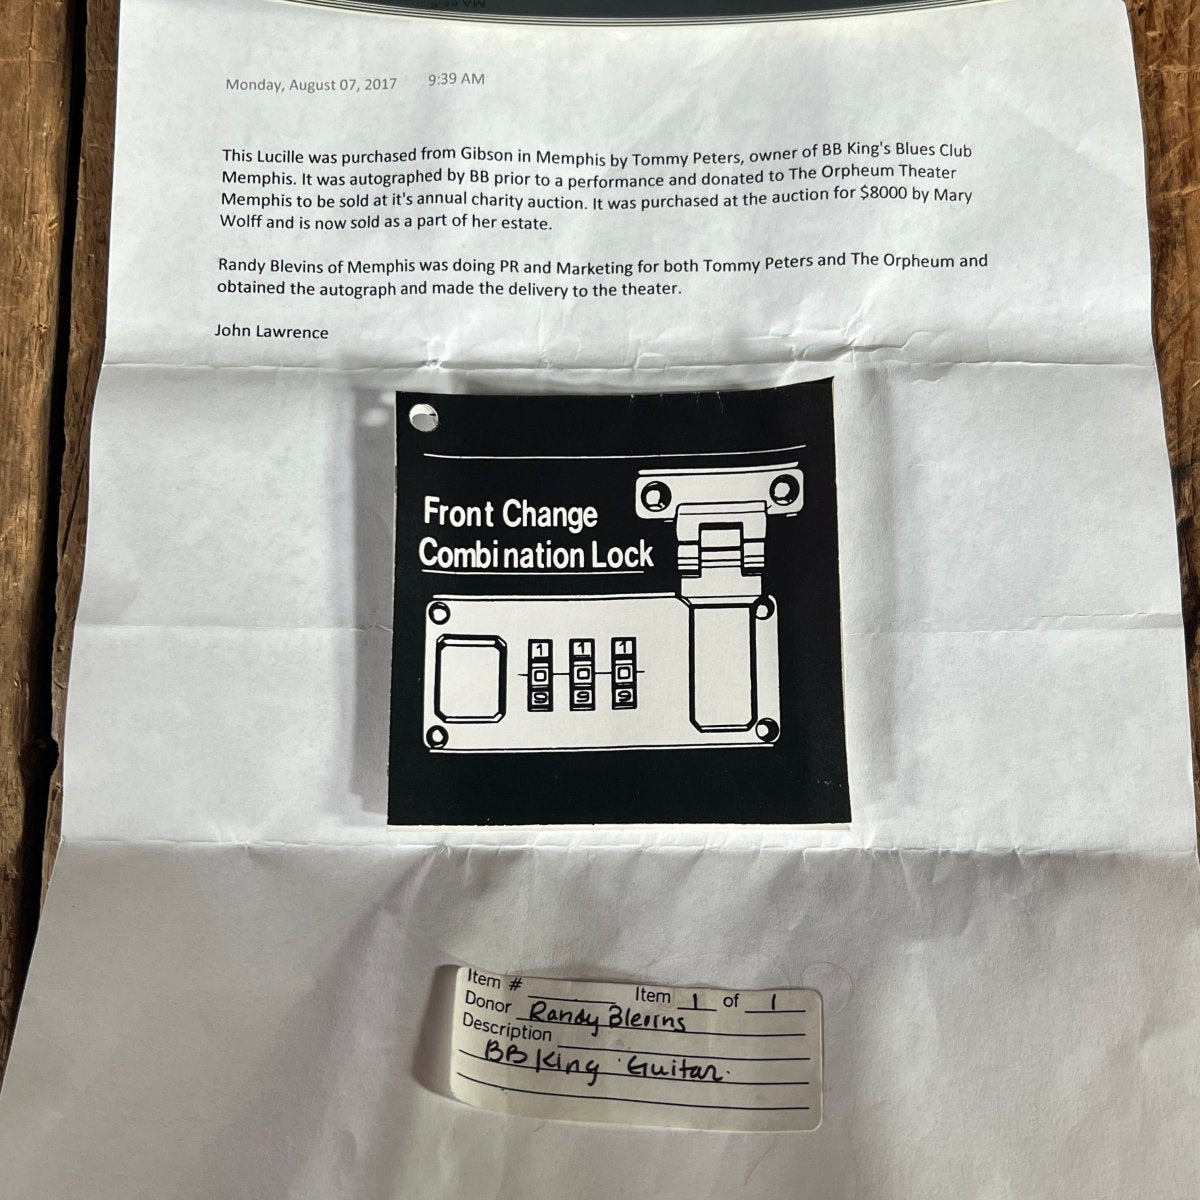 Monday, August 07, 2017 9:39 AM
This Lucille was purchased from Gibson in Memphis by Tommy Peters, owner of BB King's Blues Club
Memphis. It was autographed by BB prior to a performance and donated to The Orpheum Theater
Memphis to be sold at it's annual charity auction. It was purchased at the auction for $8000 by Mary
Wolff and is now sold as a part of her estate.
Randy Blevins of Memphis was doing PR and Marketing for both Tommy Peters and The Orpheum and
obtained the autograph and made the delivery to the theater.
John Lawrence
Front Change
Combination Lock
1 1 1
0 0 0
9 9 9
Item # Item 1 of 1
Donor Randy Blevins
Description
BB King Guitar.